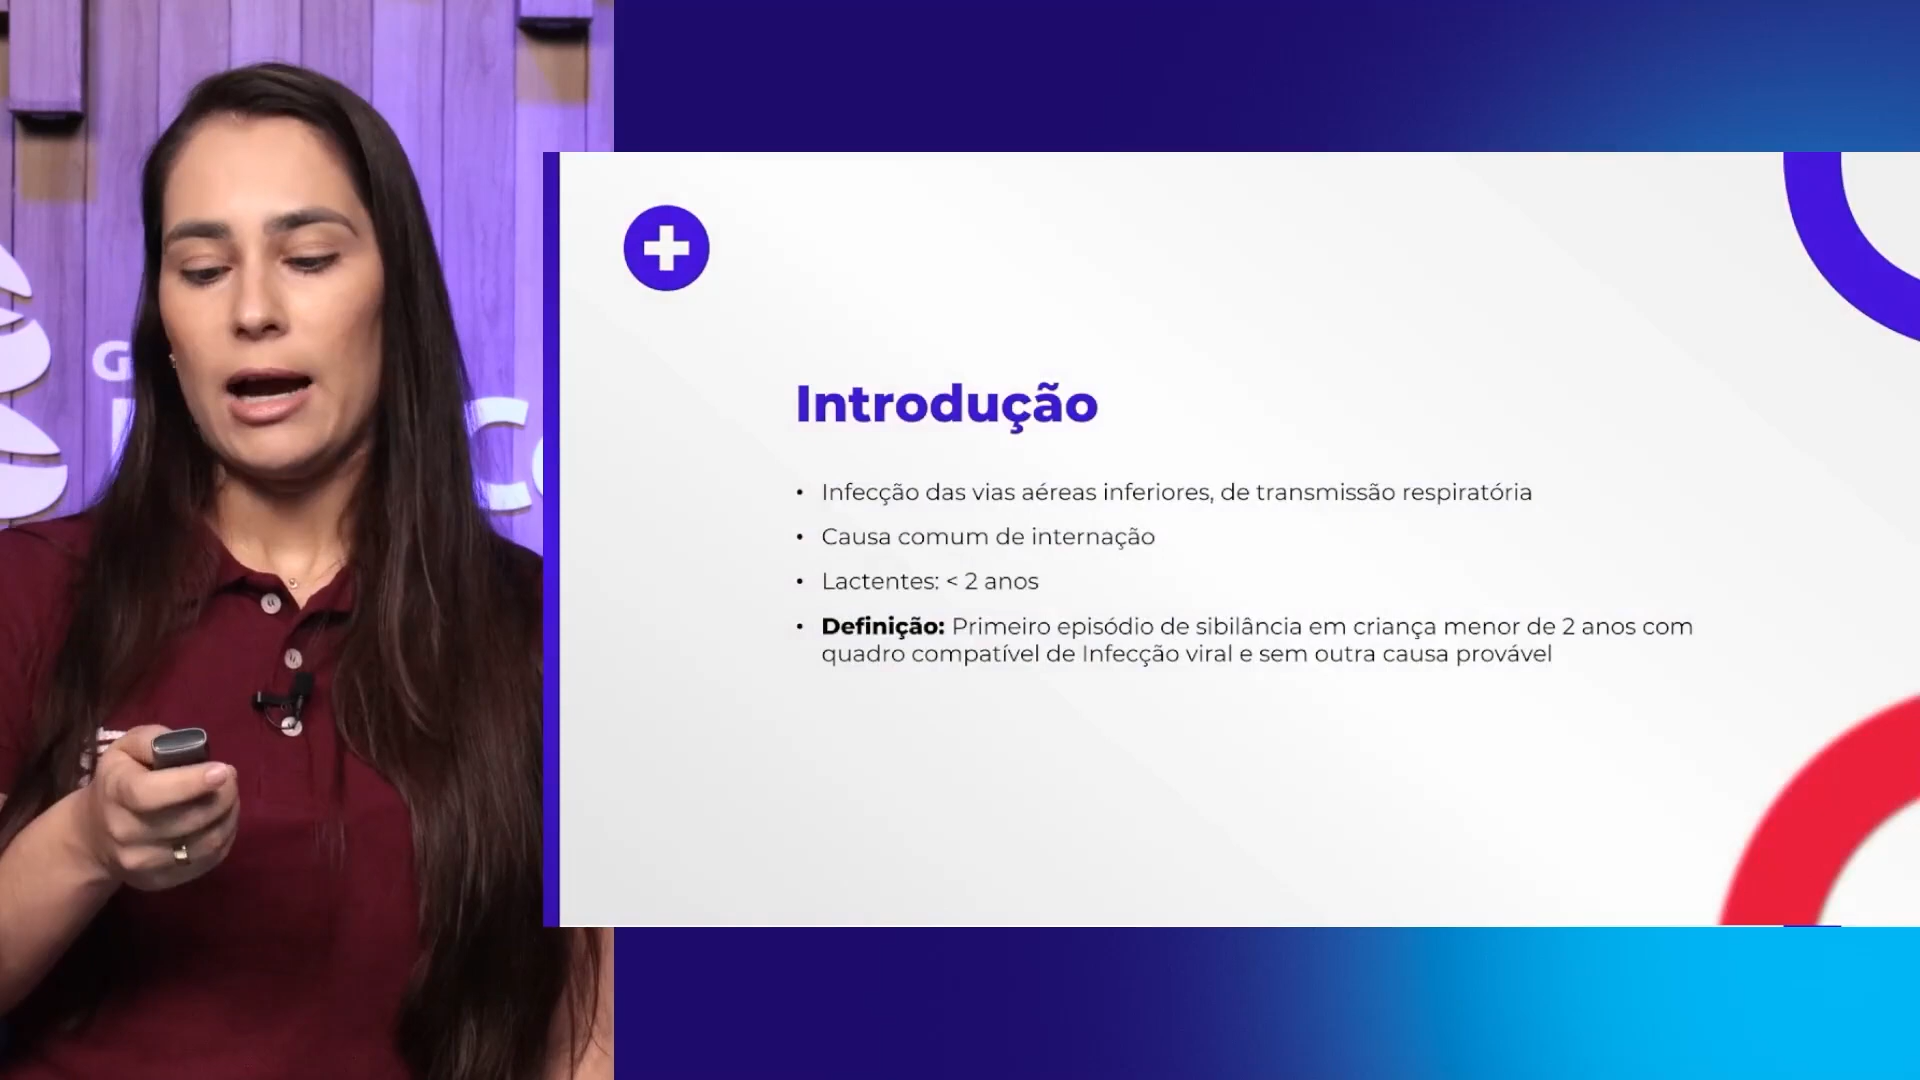 Introdução
• Infecção das vias aéreas inferiores, de transmissão respiratória
• Causa comum de internação
• Lactentes: < 2 anos
• Definição: Primeiro episódio de sibilância em criança menor de 2 anos com
quadro compatível de Infecção viral e sem outra causa provável